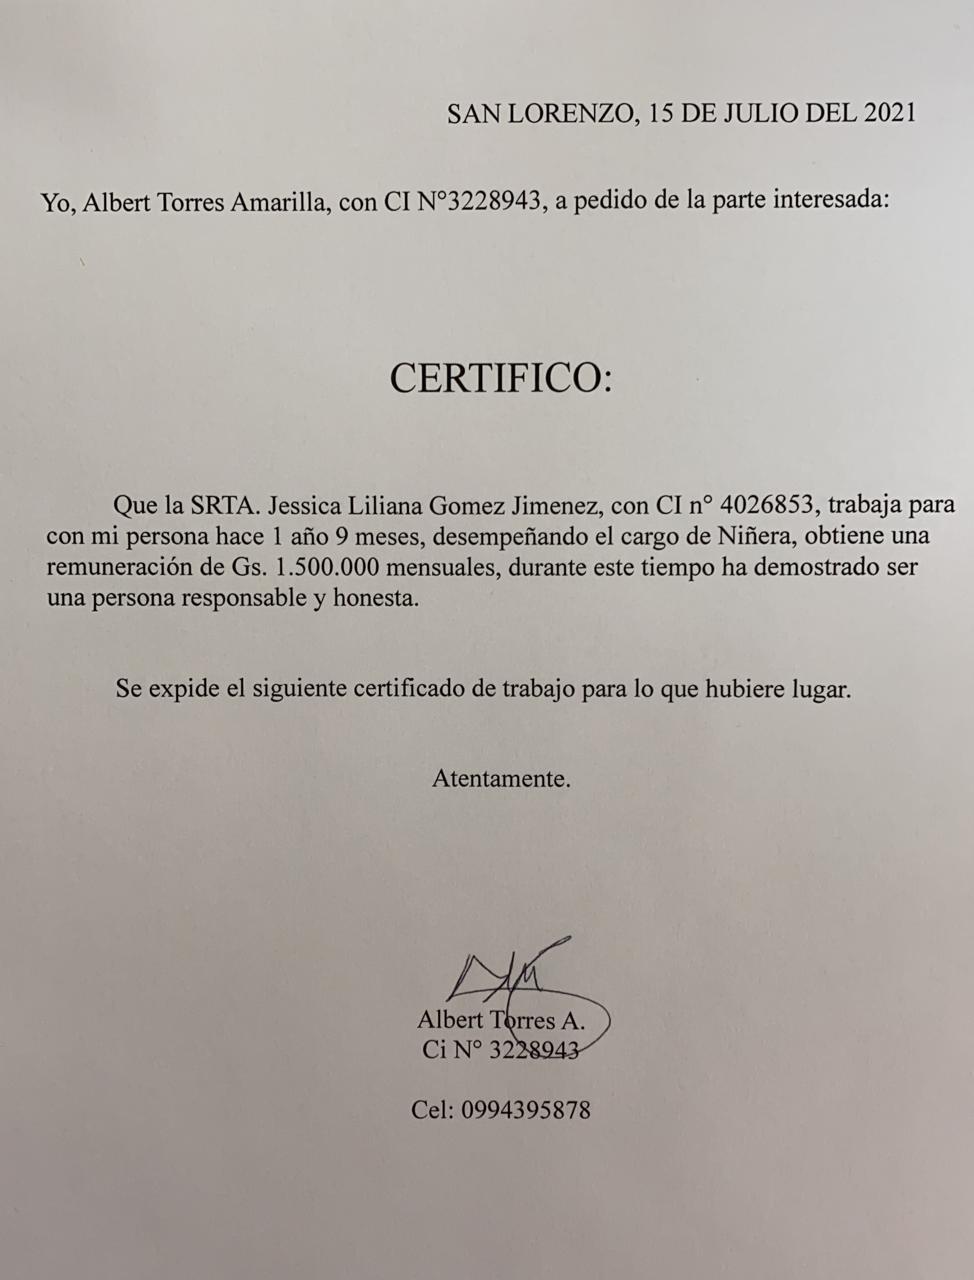 SAN LORENZO, 15 DE JULIO DEL 2021
Yo, Albert Torres Amarilla, con CI N°3228943, a pedido de la parte interesada:
CERTIFICO:
Que la SRTA. Jessica Liliana Gomez Jimenez, con CI n° 4026853, trabaja para
con mi persona hace 1 año 9 meses, desempeñando el cargo de Niñera, obtiene una
remuneración de Gs. 1.500.000 mensuales, durante este tiempo ha demostrado ser
una persona responsable y honesta.
Se expide el siguiente certificado de trabajo para lo que hubiere lugar.
Atentamente.
Albert Torres A.
Ci N° 3228943
Cel: 0994395878